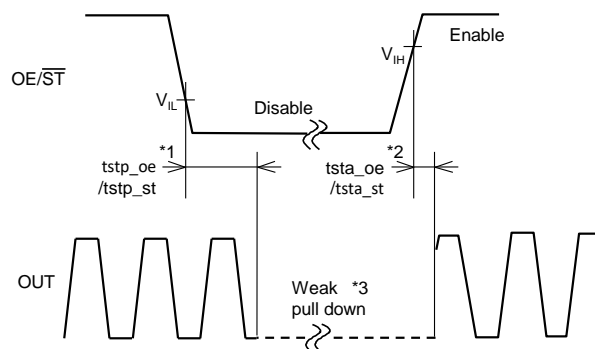 Enable
OE/ST
VIH
VIL
Disable
*1
tstp_oe
/tstp_st
*2
tsta_oe
/tsta_st
OUT
Weak *3
pull down